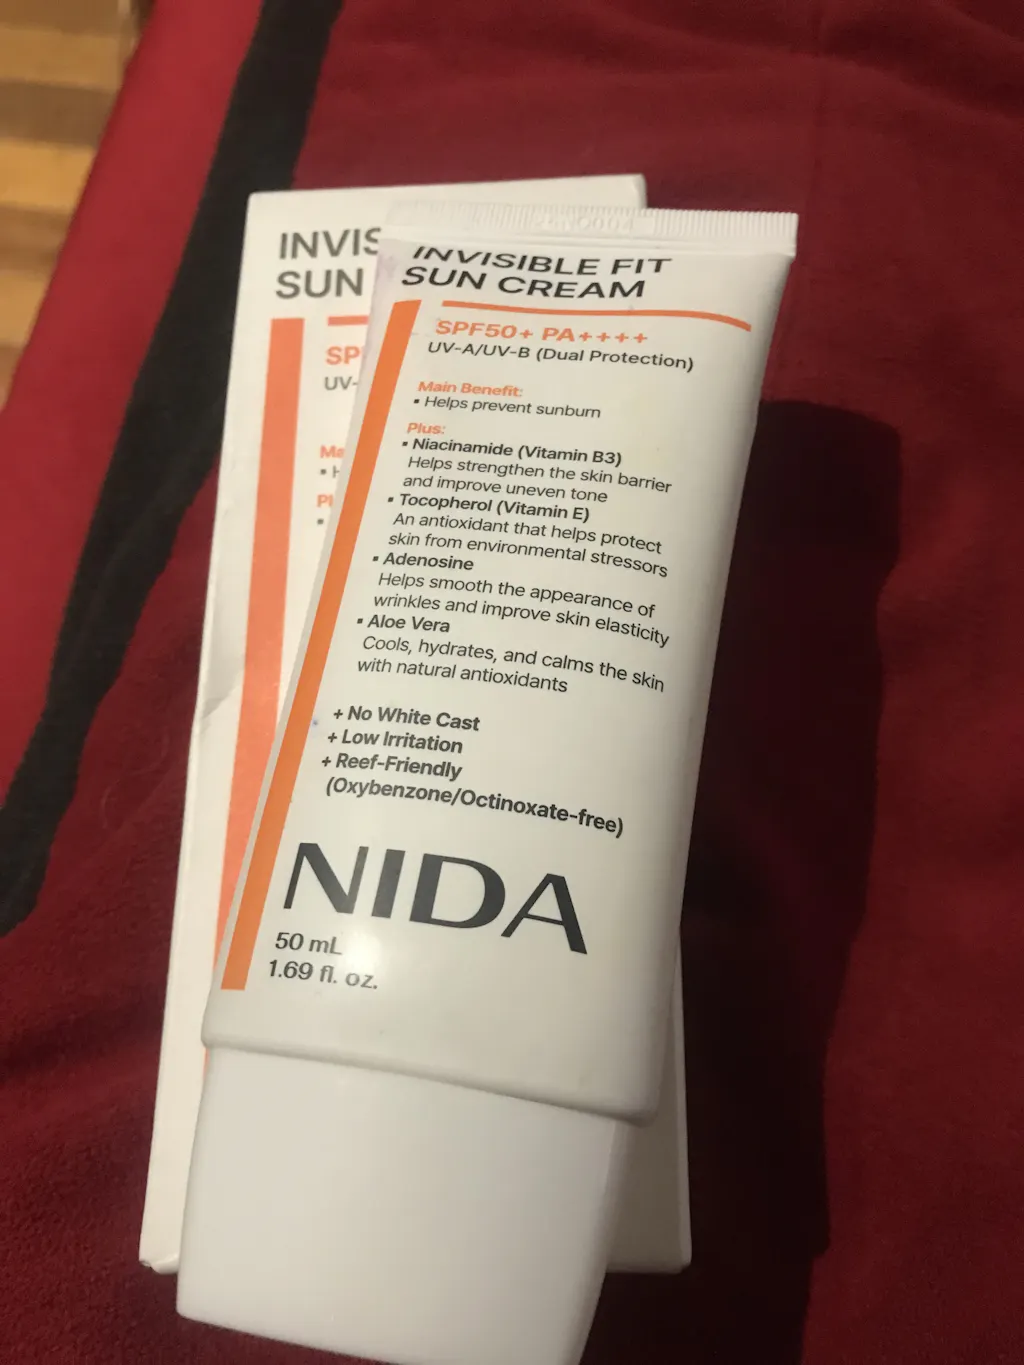 INVIS
SUN
SP
UV-
Ma
Pl
INVISIBLE FIT
SUN CREAM
SPF50+ PA++++
UV-A/UV-B (Dual Protection)
Main Benefit:
▪ Helps prevent sunburn
Plus:
▪ Niacinamide (Vitamin B3)
Helps strengthen the skin barrier
and improve uneven tone
▪ Tocopherol (Vitamin E)
An antioxidant that helps protect
skin from environmental stressors
▪ Adenosine
Helps smooth the appearance of
wrinkles and improve skin elasticity
▪ Aloe Vera
Cools, hydrates, and calms the skin
with natural antioxidants
+ No White Cast
+ Low Irritation
+ Reef-Friendly
(Oxybenzone/Octinoxate-free)
NIDA
50 mL
1.69 fl. oz.